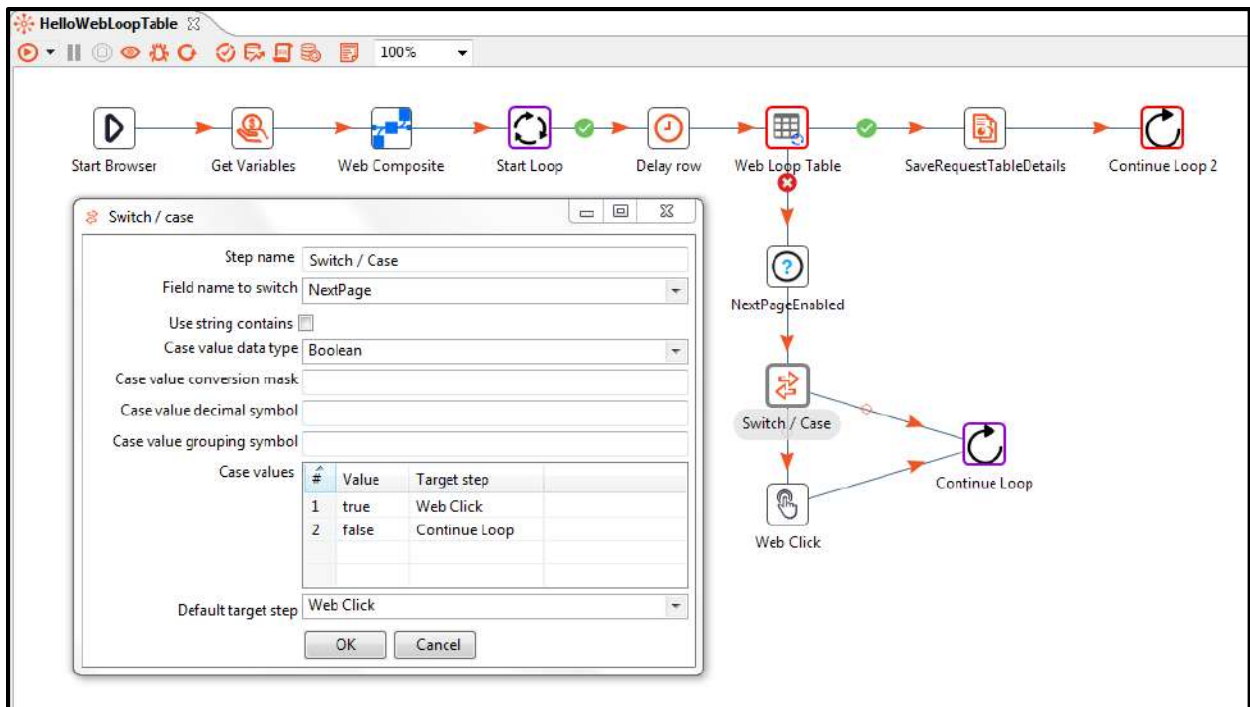 HelloWebLoopTable
100%
Start Browser
Get Variables
Web Composite
Start Loop
Delay row
Web Loop Table
SaveRequestTableDetails
Continue Loop 2
Switch / case
Step name Switch / Case
Field name to switch NextPage
Use string contains
Case value data type Boolean
Case value conversion mask
Case value decimal symbol
Case value grouping symbol
Case values
# Value Target step
1 true Web Click
2 false Continue Loop
Default target step Web Click
OK Cancel
NextPageEnabled
Switch / Case
Continue Loop
Web Click